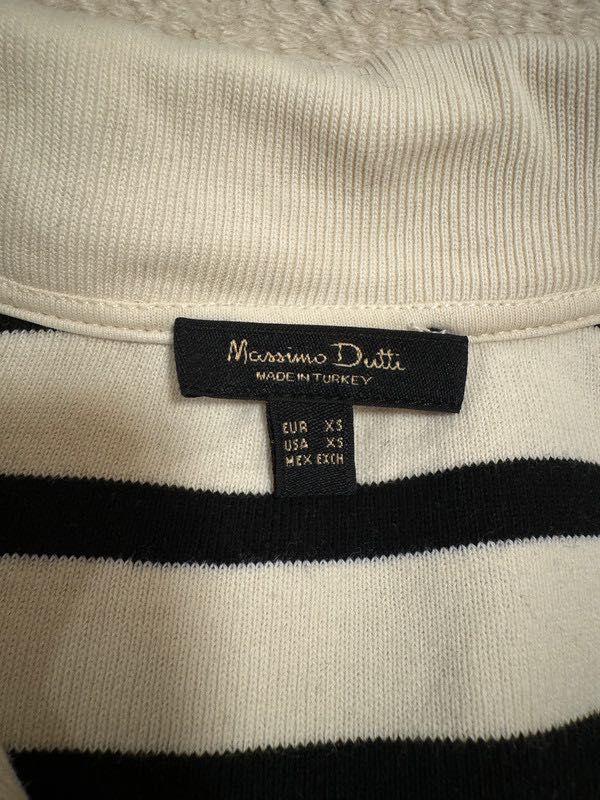 Massimo Dutti
MADE IN TURKEY
EUR XS
USA XS
MEX EXCH